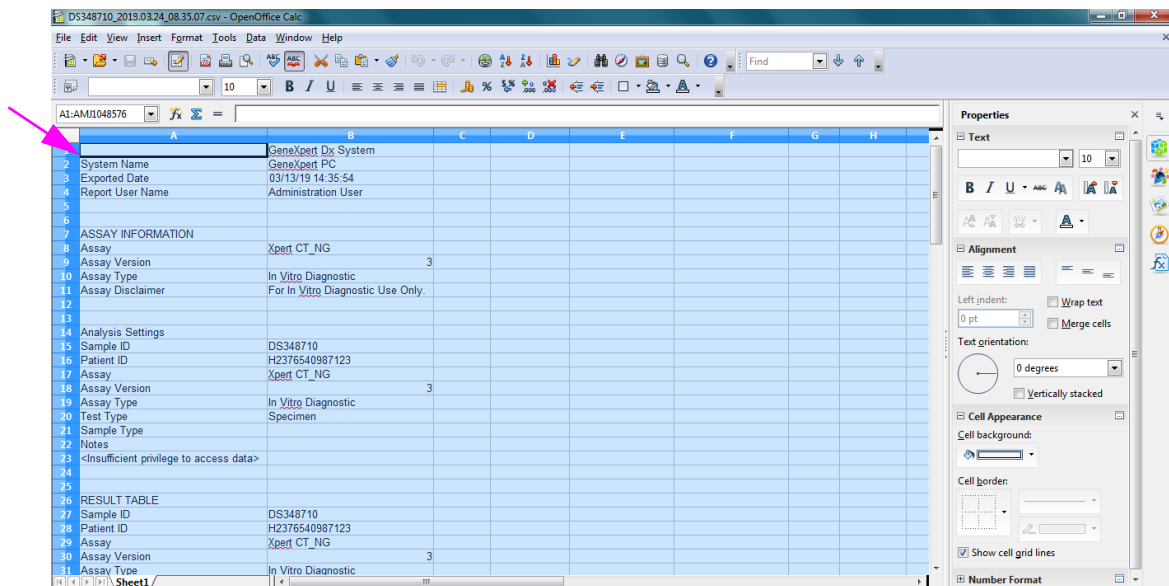 DS348710_2019.03.24_08.35.07.csv - OpenOffice Calc
File Edit View Insert Format Tools Data Window Help
Find
10
A1:AMJ1048576
A B C D E F G H
1 GeneXpert Dx System
2 System Name GeneXpert PC
3 Exported Date 03/13/19 14:35:54
4 Report User Name Administration User
5
6
7 ASSAY INFORMATION
8 Assay Xpert CT_NG
9 Assay Version 3
10 Assay Type In Vitro Diagnostic
11 Assay Disclaimer For In Vitro Diagnostic Use Only.
12
13
14 Analysis Settings
15 Sample ID DS348710
16 Patient ID H2376540987123
17 Assay Xpert CT_NG
18 Assay Version 3
19 Assay Type In Vitro Diagnostic
20 Test Type Specimen
21 Sample Type
22 Notes
23 <Insufficient privilege to access data>
24
25
26 RESULT TABLE
27 Sample ID DS348710
28 Patient ID H2376540987123
29 Assay Xpert CT_NG
30 Assay Version 3
31 Assay Type In Vitro Diagnostic
Sheet1
Properties
Text
10
B I U ABC
Alignment
Left indent: Wrap text
0 pt Merge cells
Text orientation:
0 degrees
Vertically stacked
Cell Appearance
Cell background:
Cell border:
Show cell grid lines
Number Format